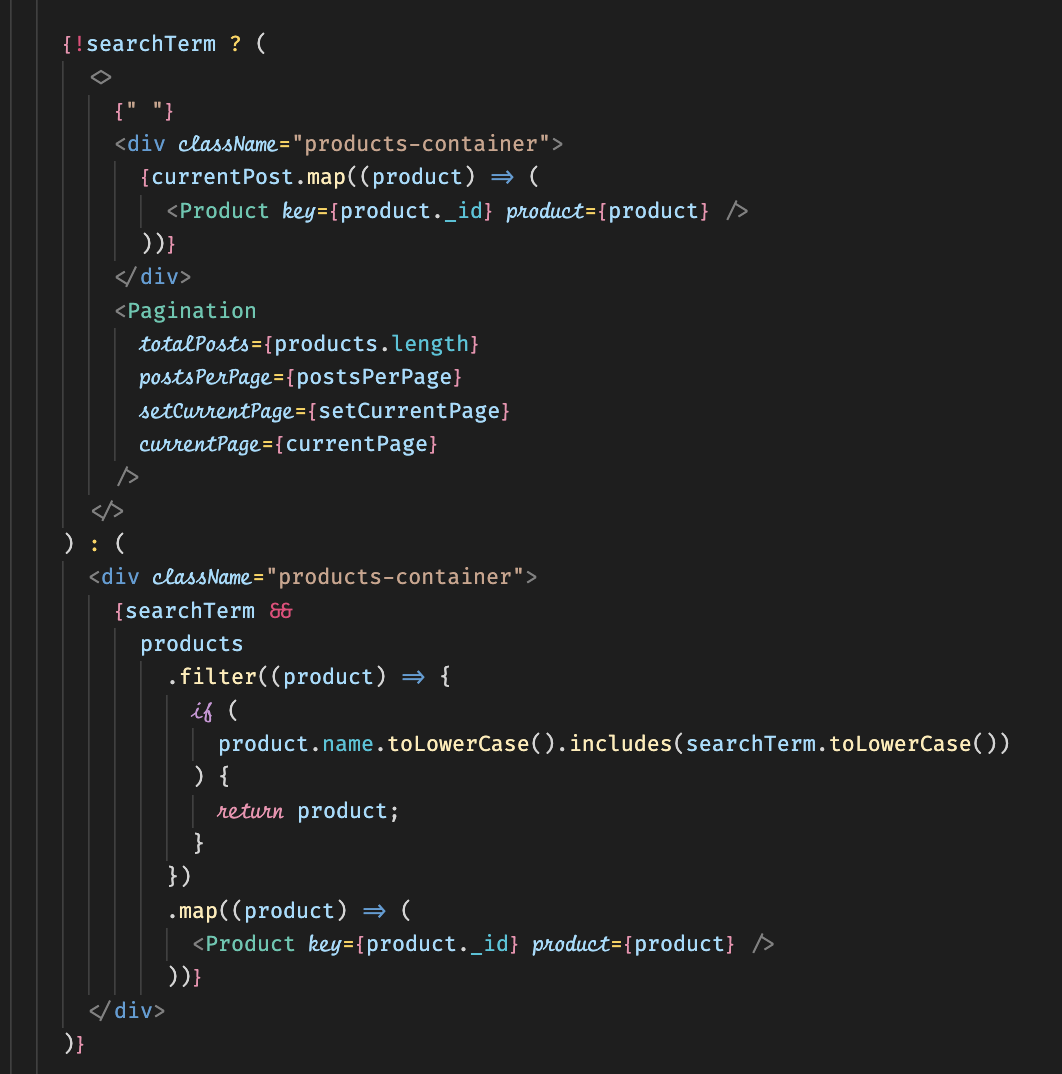 {!searchTerm ? (
<>
{" "}
<div className="products-container">
{currentPost.map((product) => (
<Product key={product._id} product={product} />
))}
</div>
<Pagination
totalPosts={products.length}
postsPerPage={postsPerPage}
setCurrentPage={setCurrentPage}
currentPage={currentPage}
/>
</>
) : (
<div className="products-container">
{searchTerm &&
products
.filter((product) => {
if (
product.name.toLowerCase().includes(searchTerm.toLowerCase())
) {
return product;
}
})
.map((product) => (
<Product key={product._id} product={product} />
))}
</div>
)}